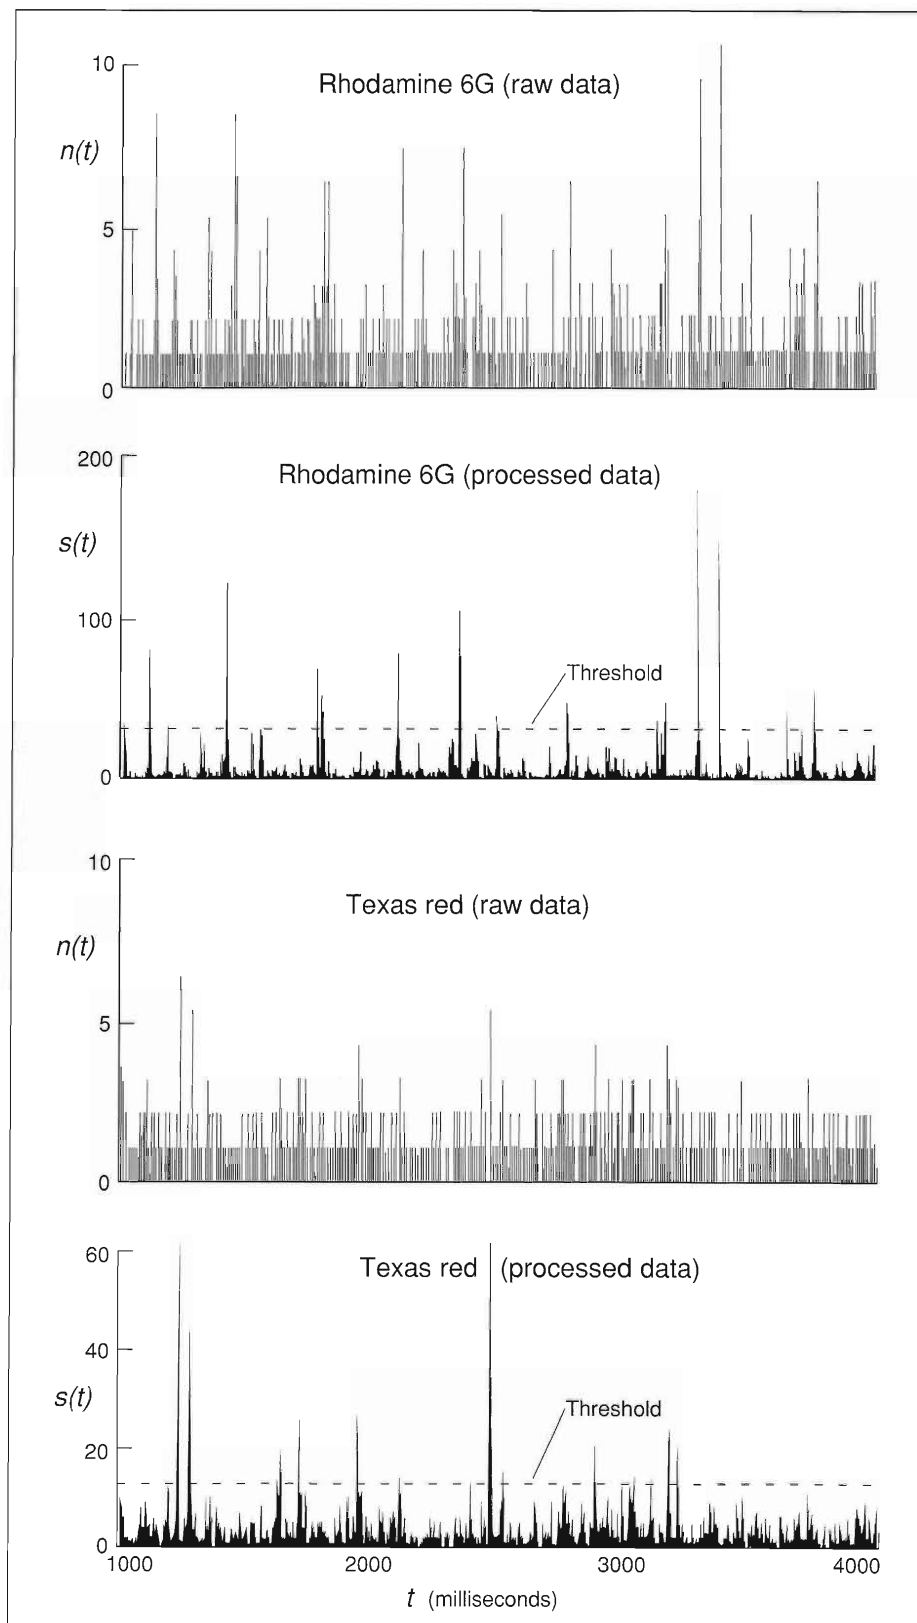 Rhodamine 6G (raw data)
10
n(t)
5
0
Rhodamine 6G (processed data)
200
s(t)
100
Threshold
0
Texas red (raw data)
10
n(t)
5
0
Texas red (processed data)
60
40
s(t)
Threshold
20
0
1000 2000 3000 4000
t (milliseconds)